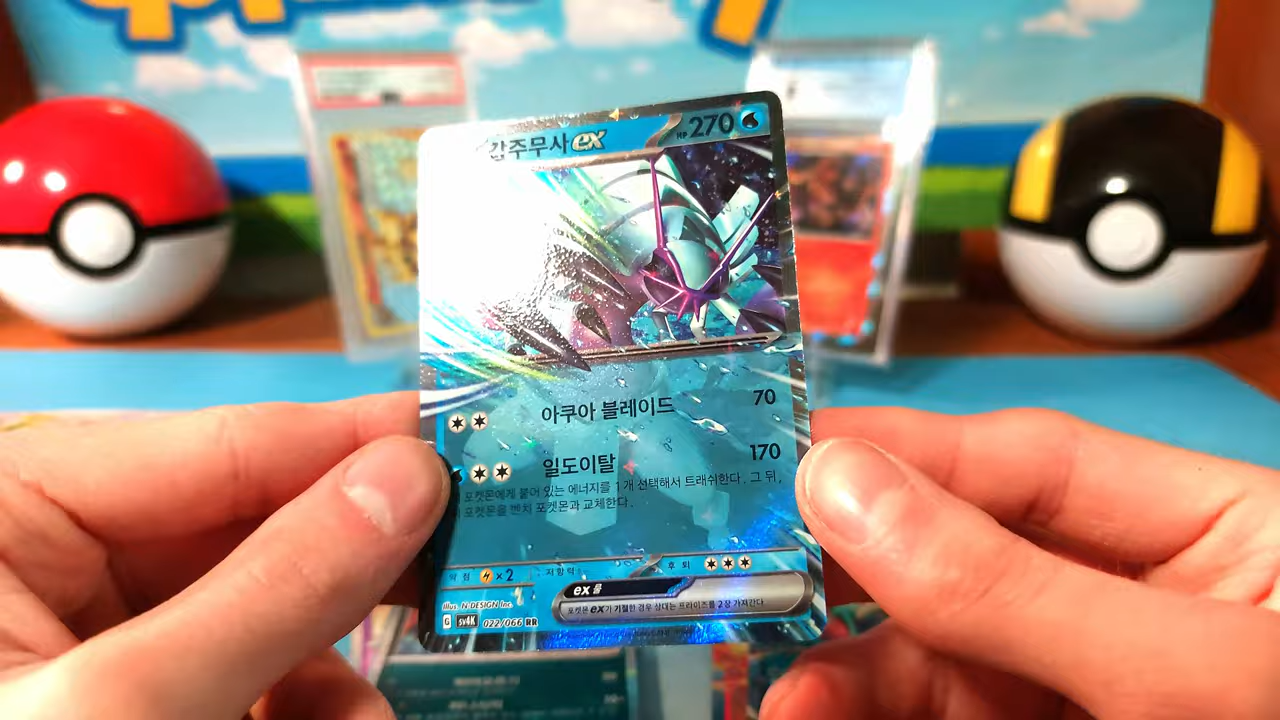 갑주무사 ex HP 270
아쿠아 블레이드 70
일도이탈 170
포켓몬에게 붙어 있는 에너지를 1개 선택해서 트래쉬한다. 그 뒤,
포켓몬을 벤치 포켓몬과 교체한다.
약점 ×2 저항력 후퇴
ex 룰
포켓몬 ex가 기절한 경우 상대는 프라이즈를 2장 가져간다.
Illus. N-DESIGN Inc.
G sv4K 022/066 RR